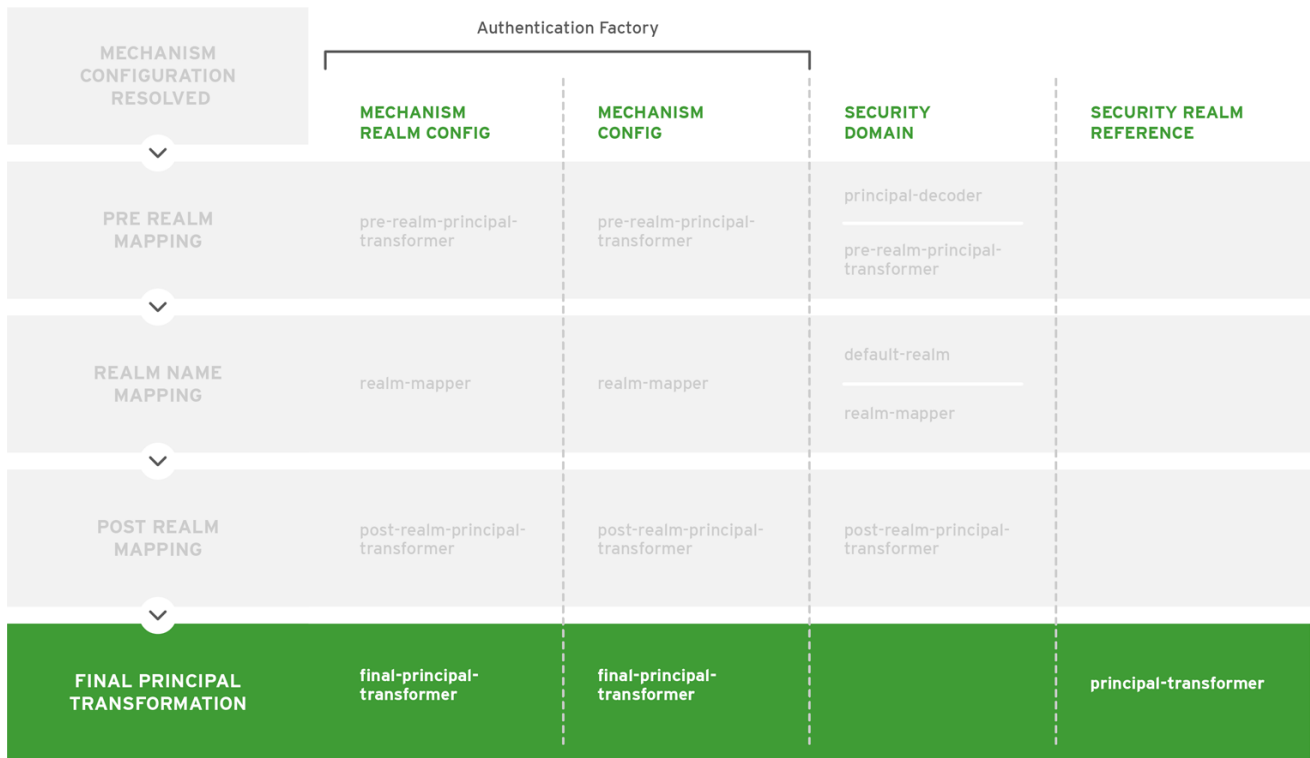 Authentication Factory
MECHANISM
CONFIGURATION
RESOLVED
MECHANISM
REALM CONFIG
MECHANISM
CONFIG
SECURITY
DOMAIN
SECURITY REALM
REFERENCE
PRE REALM
MAPPING
pre-realm-principal-
transformer
pre-realm-principal-
transformer
principal-decoder
pre-realm-principal-
transformer
REALM NAME
MAPPING
realm-mapper
realm-mapper
default-realm
realm-mapper
POST REALM
MAPPING
post-realm-principal-
transformer
post-realm-principal-
transformer
post-realm-principal-
transformer
FINAL PRINCIPAL
TRANSFORMATION
final-principal-
transformer
final-principal-
transformer
principal-transformer